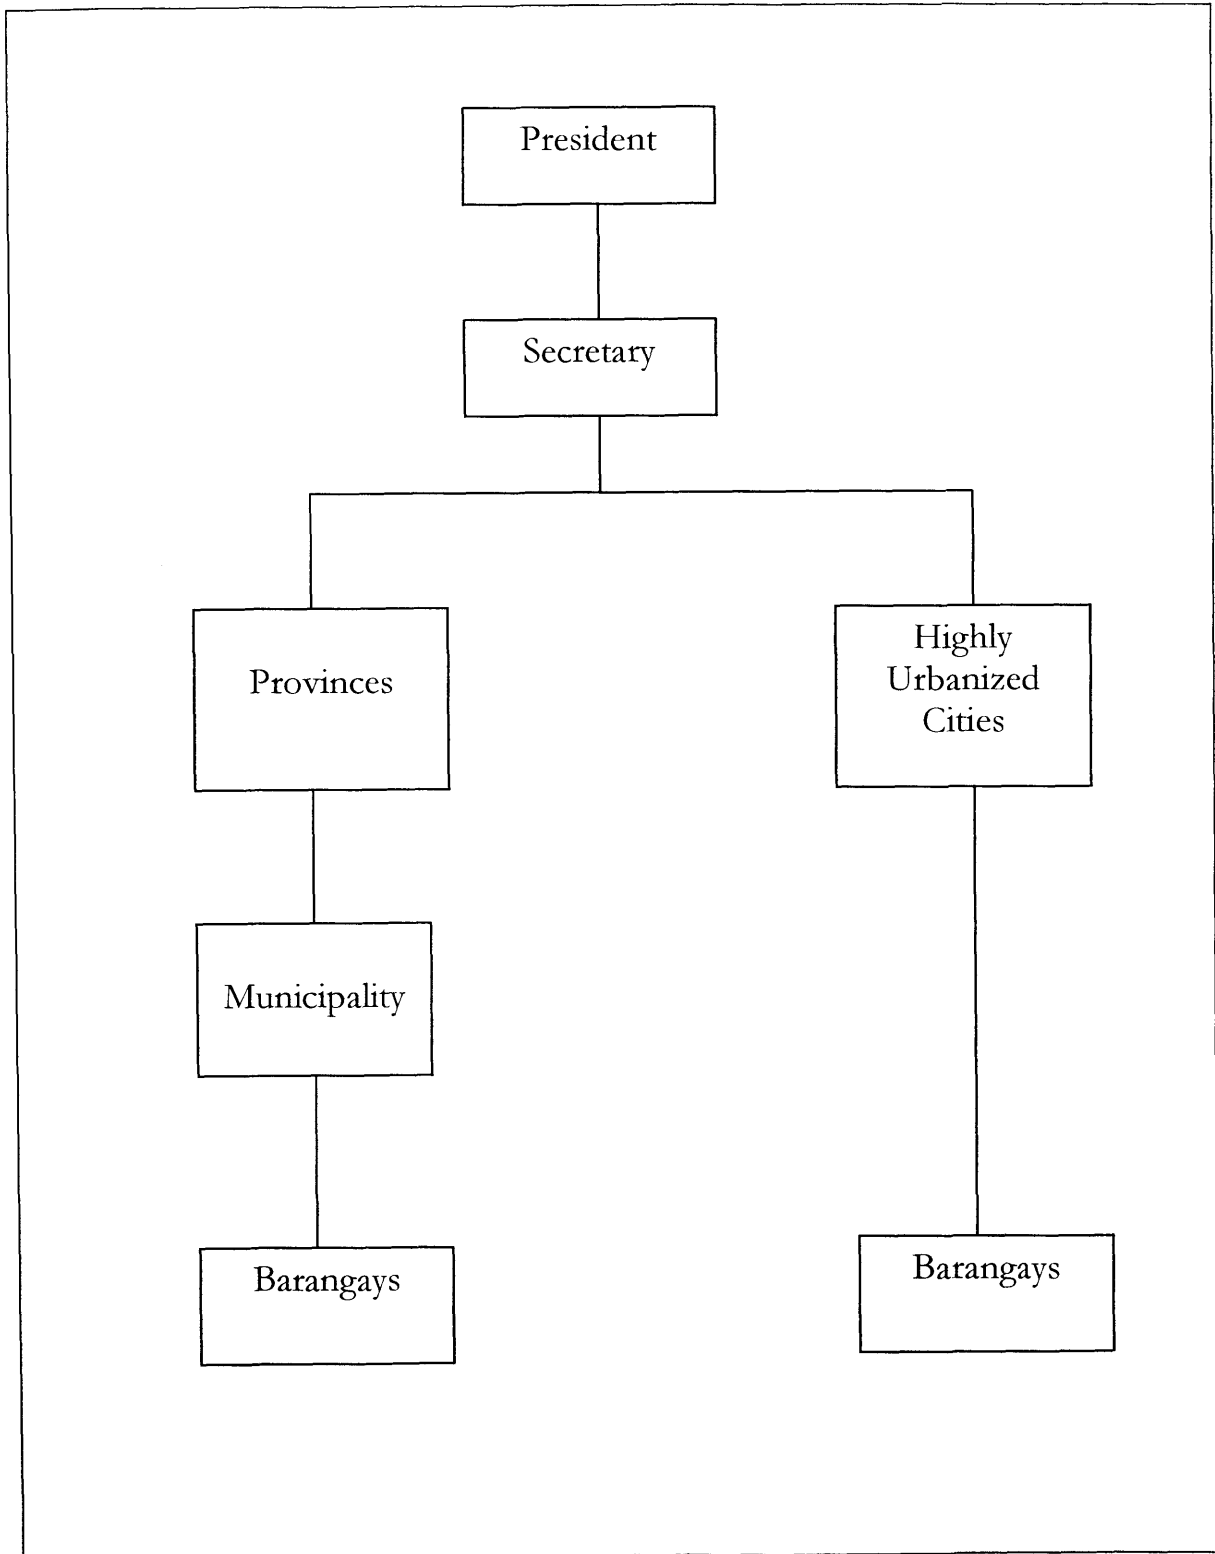 President
Secretary
Provinces
Highly
Urbanized
Cities
Municipality
Barangays
Barangays